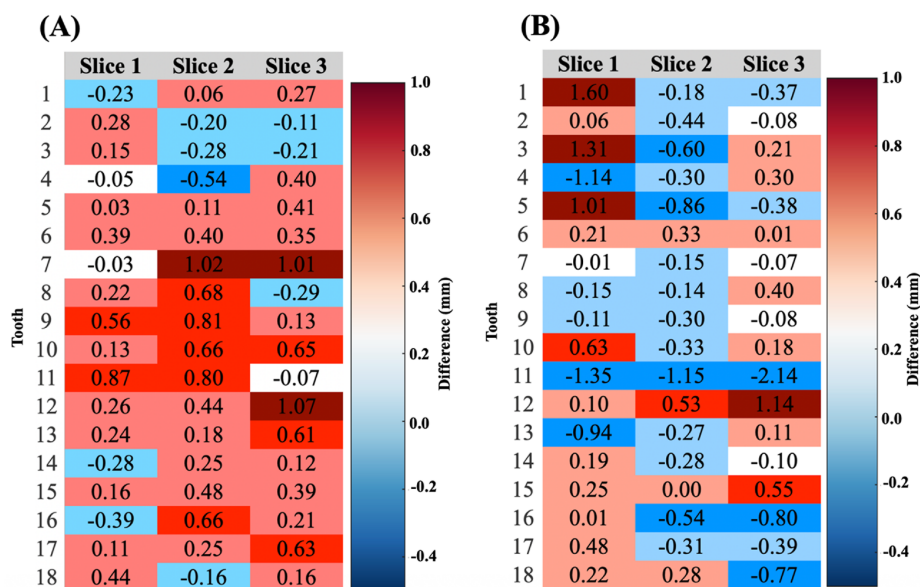 (A)
Slice 1 Slice 2 Slice 3
1 -0.23 0.06 0.27
2 0.28 -0.20 -0.11
3 0.15 -0.28 -0.21
4 -0.05 -0.54 0.40
5 0.03 0.11 0.41
6 0.39 0.40 0.35
7 -0.03 1.02 1.01
8 0.22 0.68 -0.29
9 0.56 0.81 0.13
10 0.13 0.66 0.65
11 0.87 0.80 -0.07
12 0.26 0.44 1.07
13 0.24 0.18 0.61
14 -0.28 0.25 0.12
15 0.16 0.48 0.39
16 -0.39 0.66 0.21
17 0.11 0.25 0.63
18 0.44 -0.16 0.16
Tooth
1.0
0.8
0.6
0.4
0.2
0.0
-0.2
-0.4
Difference (mm)
(B)
Slice 1 Slice 2 Slice 3
1 1.60 -0.18 -0.37
2 0.06 -0.44 -0.08
3 1.31 -0.60 0.21
4 -1.14 -0.30 0.30
5 1.01 -0.86 -0.38
6 0.21 0.33 0.01
7 -0.01 -0.15 -0.07
8 -0.15 -0.14 0.40
9 -0.11 -0.30 -0.08
10 0.63 -0.33 0.18
11 -1.35 -1.15 -2.14
12 0.10 0.53 1.14
13 -0.94 -0.27 0.11
14 0.19 -0.28 -0.10
15 0.25 0.00 0.55
16 0.01 -0.54 -0.80
17 0.48 -0.31 -0.39
18 0.22 0.28 -0.77
Tooth
1.0
0.8
0.6
0.4
0.2
0.0
-0.2
-0.4
Difference (mm)